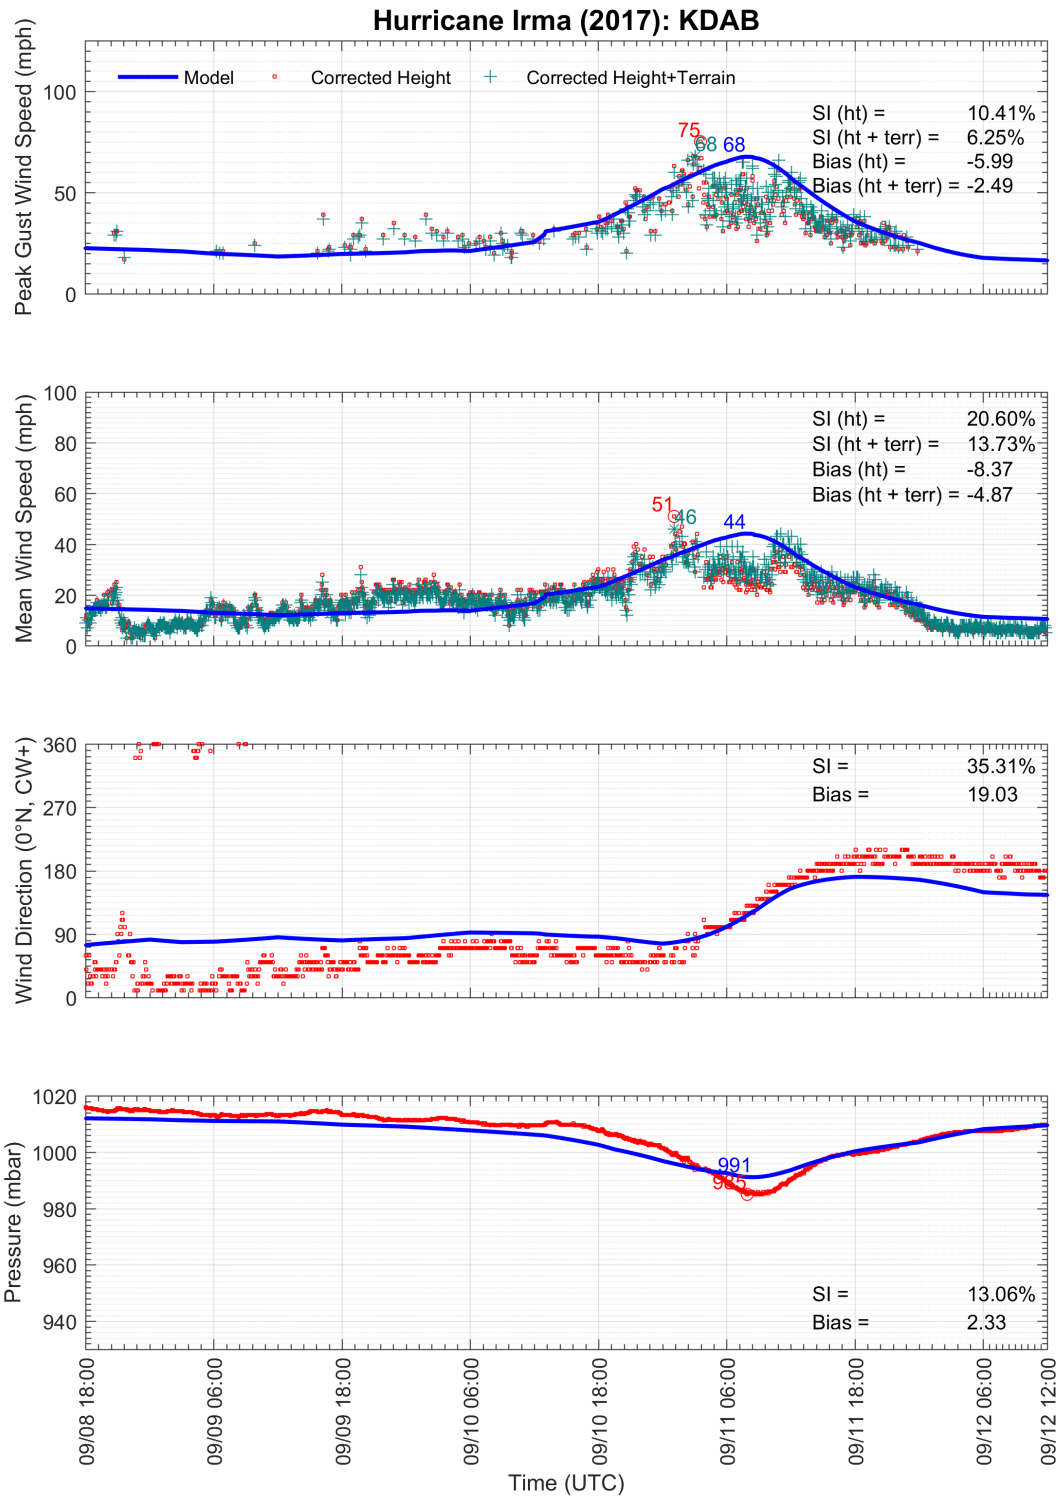 Hurricane Irma (2017): KDAB
Peak Gust Wind Speed (mph)
100
50
0
Model
Corrected Height
Corrected Height+Terrain
75
68
68
SI (ht) = 10.41%
SI (ht + terr) = 6.25%
Bias (ht) = -5.99
Bias (ht + terr) = -2.49
Mean Wind Speed (mph)
100
80
60
40
20
0
51
46
44
SI (ht) = 20.60%
SI (ht + terr) = 13.73%
Bias (ht) = -8.37
Bias (ht + terr) = -4.87
Wind Direction (0°N, CW+)
360
270
180
90
0
SI = 35.31%
Bias = 19.03
Pressure (mbar)
1020
1000
980
960
940
991
985
SI = 13.06%
Bias = 2.33
09/08 18:00
09/09 06:00
09/09 18:00
09/10 06:00
09/10 18:00
09/11 06:00
09/11 18:00
09/12 06:00
09/12 12:00
Time (UTC)